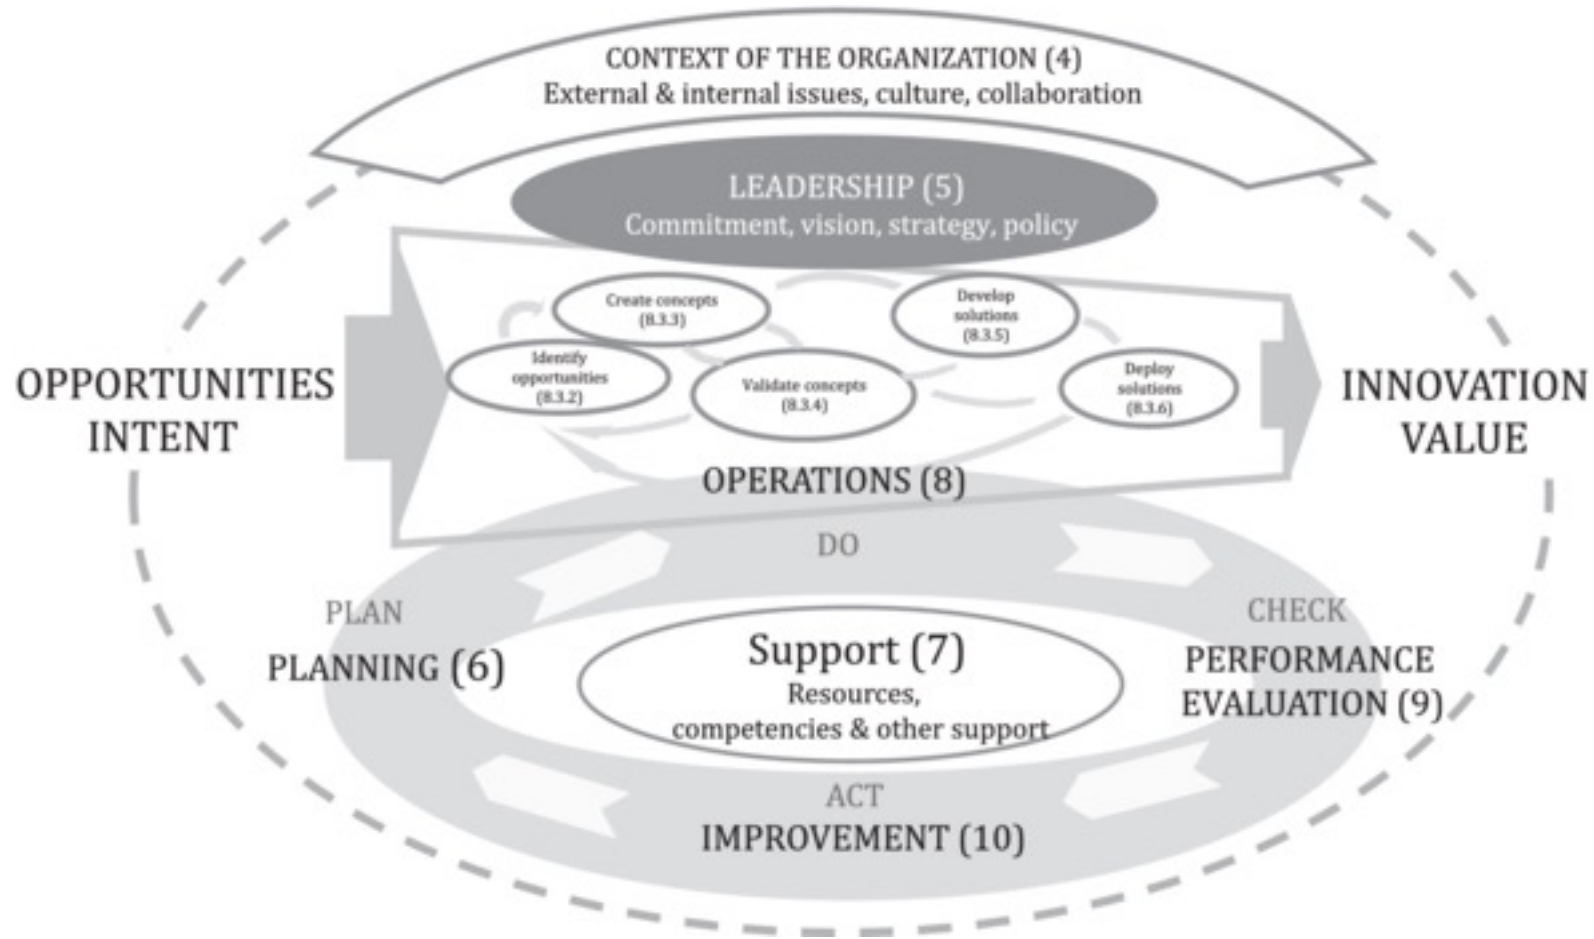 CONTEXT OF THE ORGANIZATION (4)
External & internal issues, culture, collaboration
LEADERSHIP (5)
Commitment, vision, strategy, policy
Create concepts
(8.3.3)
Develop
solutions
(8.3.5)
Identify
opportunities
(8.3.2)
Validate concepts
(8.3.4)
Deploy
solutions
(8.3.6)
OPPORTUNITIES
INTENT
INNOVATION
VALUE
OPERATIONS (8)
DO
PLAN
PLANNING (6)
CHECK
PERFORMANCE
EVALUATION (9)
Support (7)
Resources,
competencies & other support
ACT
IMPROVEMENT (10)